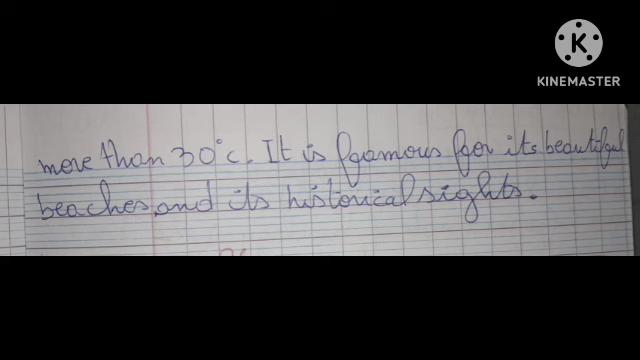 KINEMASTER
more than 30°c. It is famous for its beautiful
beaches and its historical sights.